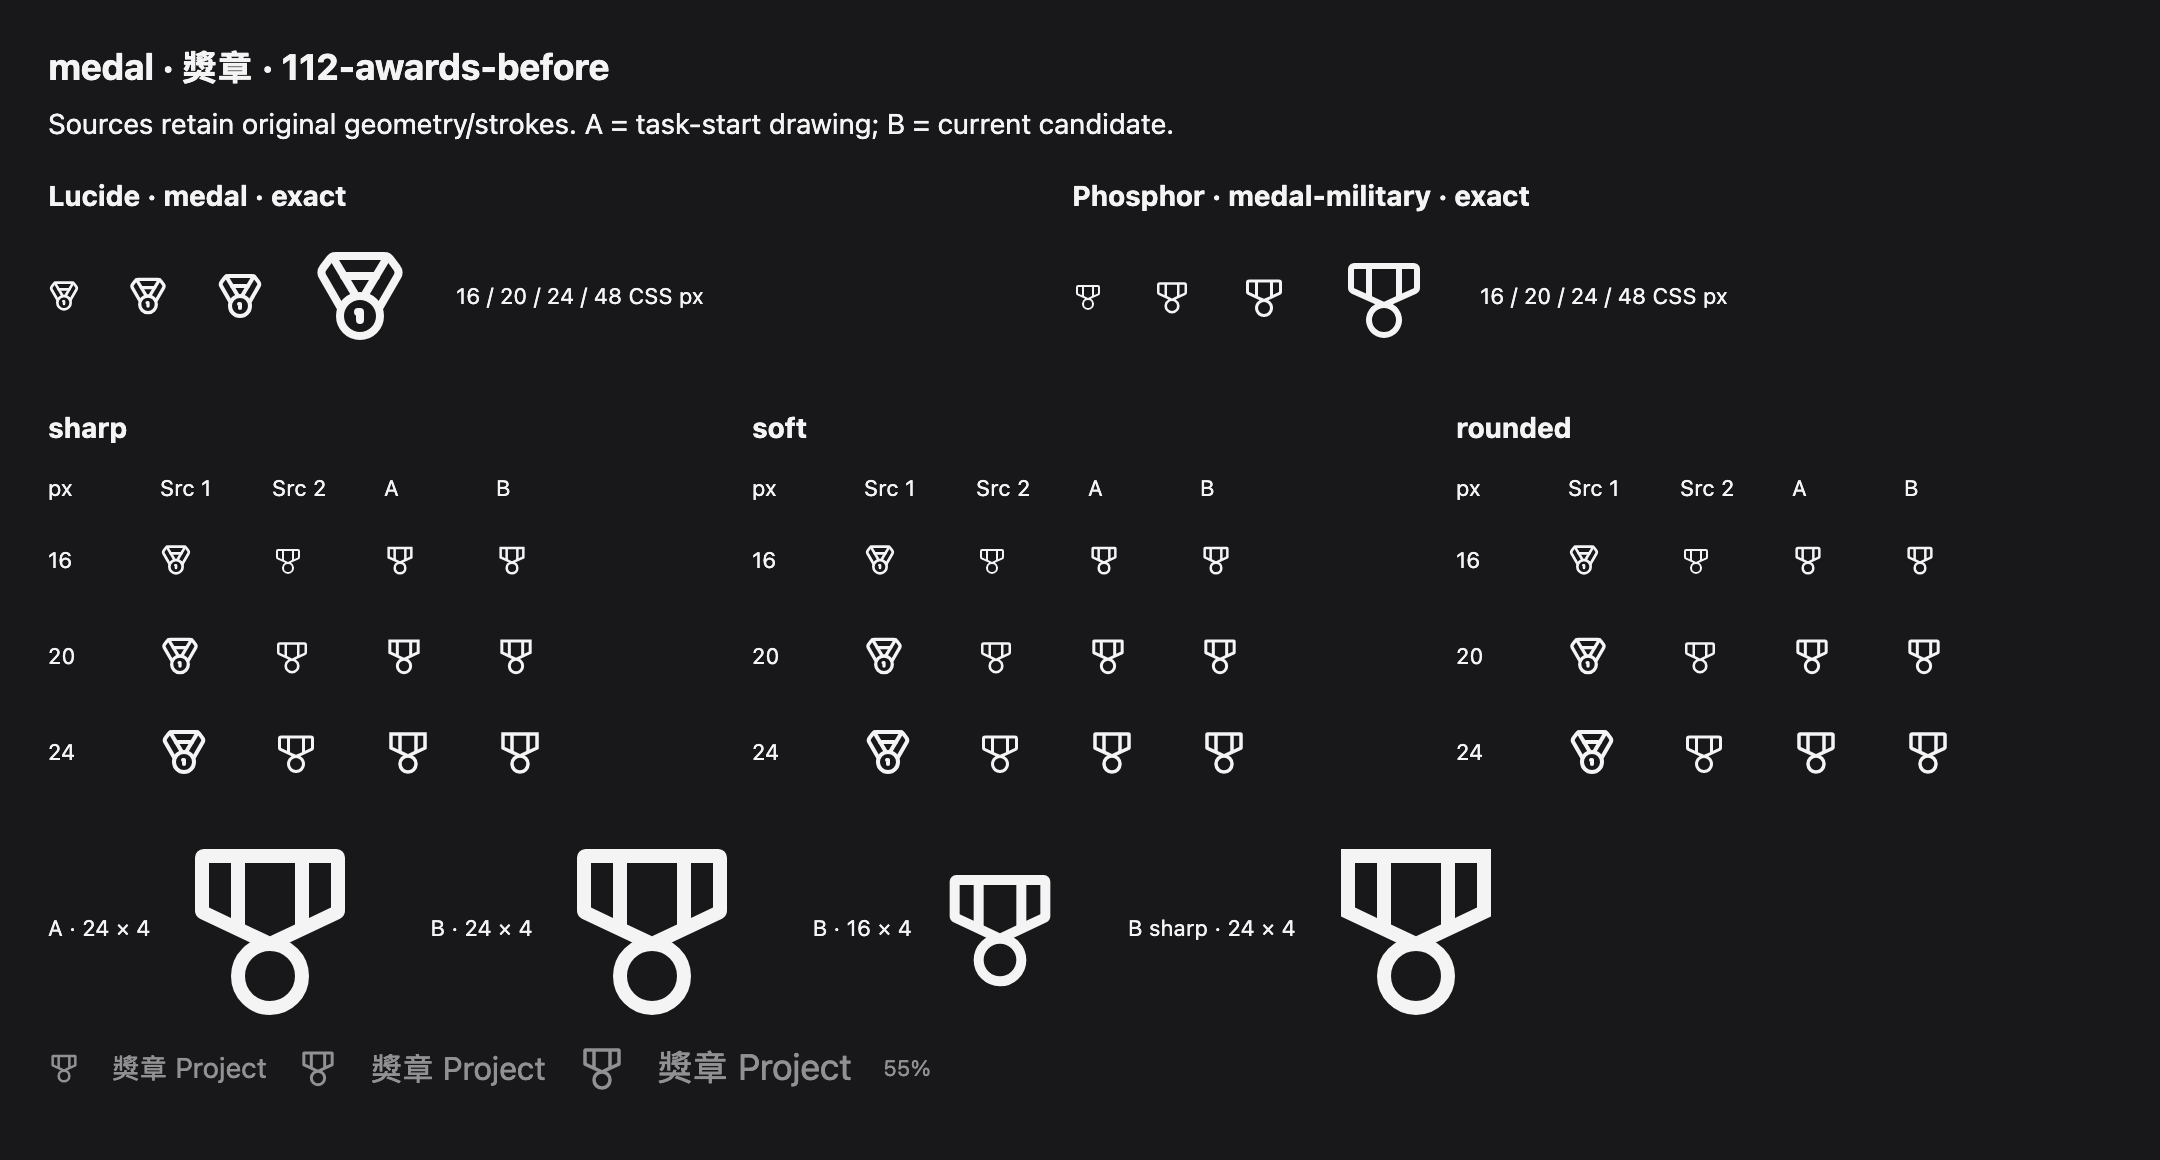 medal · 獎章 · 112-awards-before
Sources retain original geometry/strokes. A = task-start drawing; B = current candidate.
Lucide · medal · exact
16 / 20 / 24 / 48 CSS px
Phosphor · medal-military · exact
16 / 20 / 24 / 48 CSS px
sharp
px Src 1 Src 2 A B
16
20
24
soft
px Src 1 Src 2 A B
16
20
24
rounded
px Src 1 Src 2 A B
16
20
24
A · 24 × 4
B · 24 × 4
B · 16 × 4
B sharp · 24 × 4
獎章 Project 獎章 Project 獎章 Project 55%